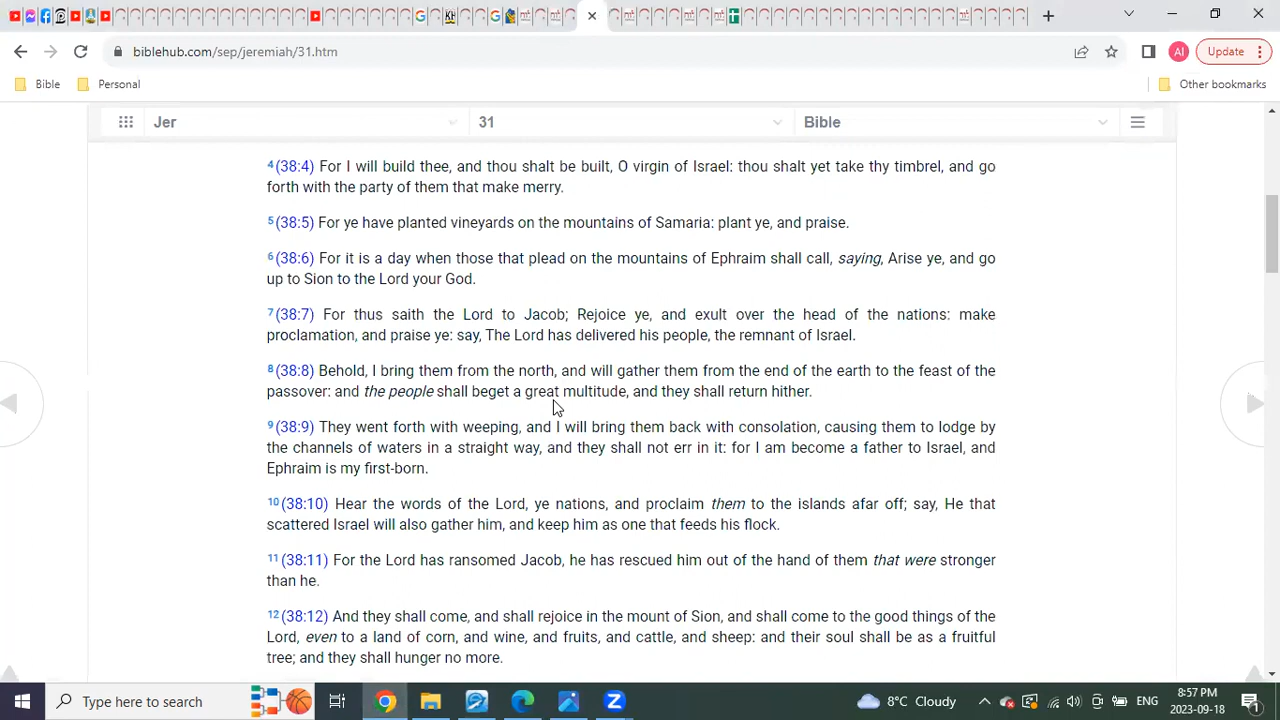 biblehub.com/sep/jeremiah/31.htm
AI
Update
Bible
Personal
Other bookmarks
Jer
31
Bible
4(38:4) For I will build thee, and thou shalt be built, O virgin of Israel: thou shalt yet take thy timbrel, and go
forth with the party of them that make merry.
5(38:5) For ye have planted vineyards on the mountains of Samaria: plant ye, and praise.
6(38:6) For it is a day when those that plead on the mountains of Ephraim shall call, saying, Arise ye, and go
up to Sion to the Lord your God.
7(38:7) For thus saith the Lord to Jacob; Rejoice ye, and exult over the head of the nations: make
proclamation, and praise ye: say, The Lord has delivered his people, the remnant of Israel.
8(38:8) Behold, I bring them from the north, and will gather them from the end of the earth to the feast of the
passover: and the people shall beget a great multitude, and they shall return hither.
9(38:9) They went forth with weeping, and I will bring them back with consolation, causing them to lodge by
the channels of waters in a straight way, and they shall not err in it: for I am become a father to Israel, and
Ephraim is my first-born.
10(38:10) Hear the words of the Lord, ye nations, and proclaim them to the islands afar off; say, He that
scattered Israel will also gather him, and keep him as one that feeds his flock.
11(38:11) For the Lord has ransomed Jacob, he has rescued him out of the hand of them that were stronger
than he.
12(38:12) And they shall come, and shall rejoice in the mount of Sion, and shall come to the good things of the
Lord, even to a land of corn, and wine, and fruits, and cattle, and sheep: and their soul shall be as a fruitful
tree; and they shall hunger no more.
Type here to search
8°C Cloudy
ENG
8:57 PM
2023-09-18